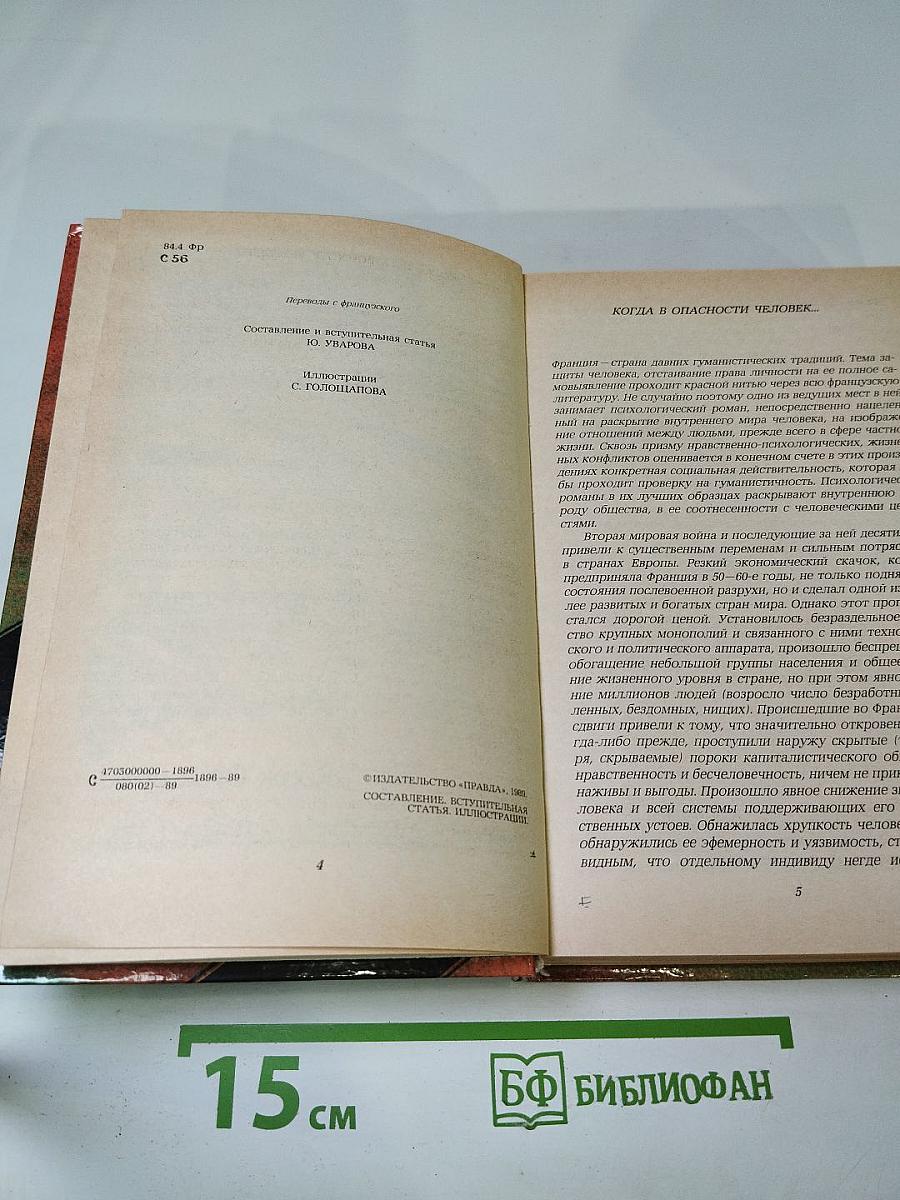 84.4 Фр
С 56
Переводы с французского
Составление и вступительная статья
Ю. УВАРОВА
Иллюстрации
С. ГОЛОЩАПОВА
С 4703000000—1896 1896—89
080(02)—89
© ИЗДАТЕЛЬСТВО «ПРАВДА», 1989.
СОСТАВЛЕНИЕ. ВСТУПИТЕЛЬНАЯ
СТАТЬЯ. ИЛЛЮСТРАЦИИ.
4
КОГДА В ОПАСНОСТИ ЧЕЛОВЕК...
Франция — страна давних гуманистических традиций. Тема за-
щиты человека, отстаивание права личности на ее полное са-
мовыявление проходит красной нитью через всю французскую
литературу. Не случайно поэтому одно из ведущих мест в ней
занимает психологический роман, непосредственно нацелен
ный на раскрытие внутреннего мира человека, на изображе
ние отношений между людьми, прежде всего в сфере частно
жизни. Сквозь призму нравственно-психологических, жизне
ных конфликтов оценивается в конечном счете в этих произ
дениях конкретная социальная действительность, которая
бы проходит проверку на гуманистичность. Психологичес
романы в их лучших образцах раскрывают внутреннюю
роду общества, в ее соотнесенности с человеческими це
стями.
Вторая мировая война и последующие за ней десяти
привели к существенным переменам и сильным потряс
в странах Европы. Резкий экономический скачок, ко
предприняла Франция в 50—60-е годы, не только подня
состояния послевоенной разрухи, но и сделал одной из
лее развитых и богатых стран мира. Однако этот прог
стался дорогой ценой. Установилось безраздельное
ство крупных монополий и связанного с ними техно
ского и политического аппарата, произошло беспрец
обогащение небольшой группы населения и общее
ние жизненного уровня в стране, но при этом явно
ние миллионов людей (возросло число безработны
ленных, бездомных, нищих). Происшедшие во Фран
сдвиги привели к тому, что значительно откровен
гда-либо прежде, проступили наружу скрытые (
ря, скрываемые) пороки капиталистического об
нравственность и бесчеловечность, ничем не прик
наживы и выгоды. Произошло явное снижение зн
ловека и всей системы поддерживающих его
ственных устоев. Обнажилась хрупкость челове
обнаружились ее эфемерность и уязвимость, ст
видным, что отдельному индивиду негде ис
5
15 см
БФ БИБЛИОФАН